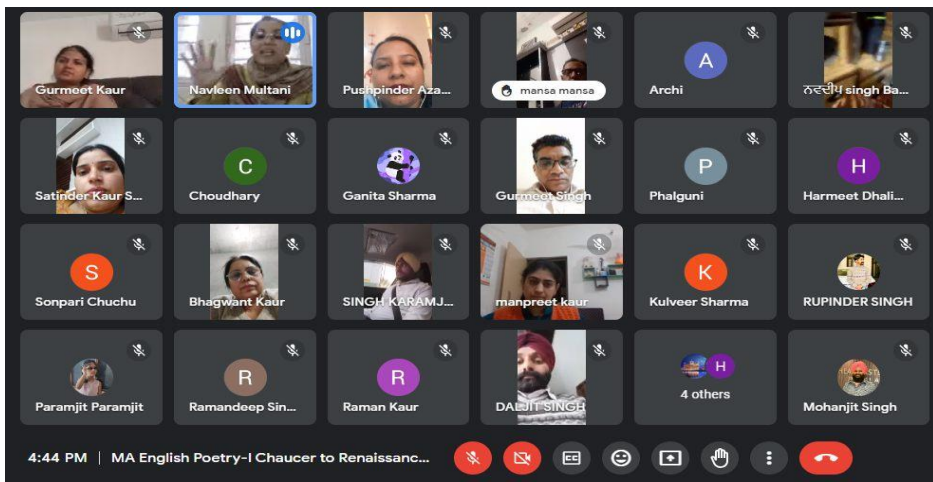 Gurmeet Kaur
Navleen Multani
Pushpinder Aza...
mansa mansa
A
Archi
ਨਵਦੀਪ singh Ba...
Satinder Kaur S...
C
Choudhary
Ganita Sharma
Gurmeet Singh
P
Phalguni
H
Harmeet Dhali...
S
Sonpari Chuchu
Bhagwant Kaur
SINGH KARAMJ...
manpreet kaur
K
Kulveer Sharma
RUPINDER SINGH
Paramjit Paramjit
R
Ramandeep Sin...
R
Raman Kaur
DALJIT SINGH
H
4 others
Mohanjit Singh
4:44 PM | MA English Poetry-I Chaucer to Renaissanc...
CC